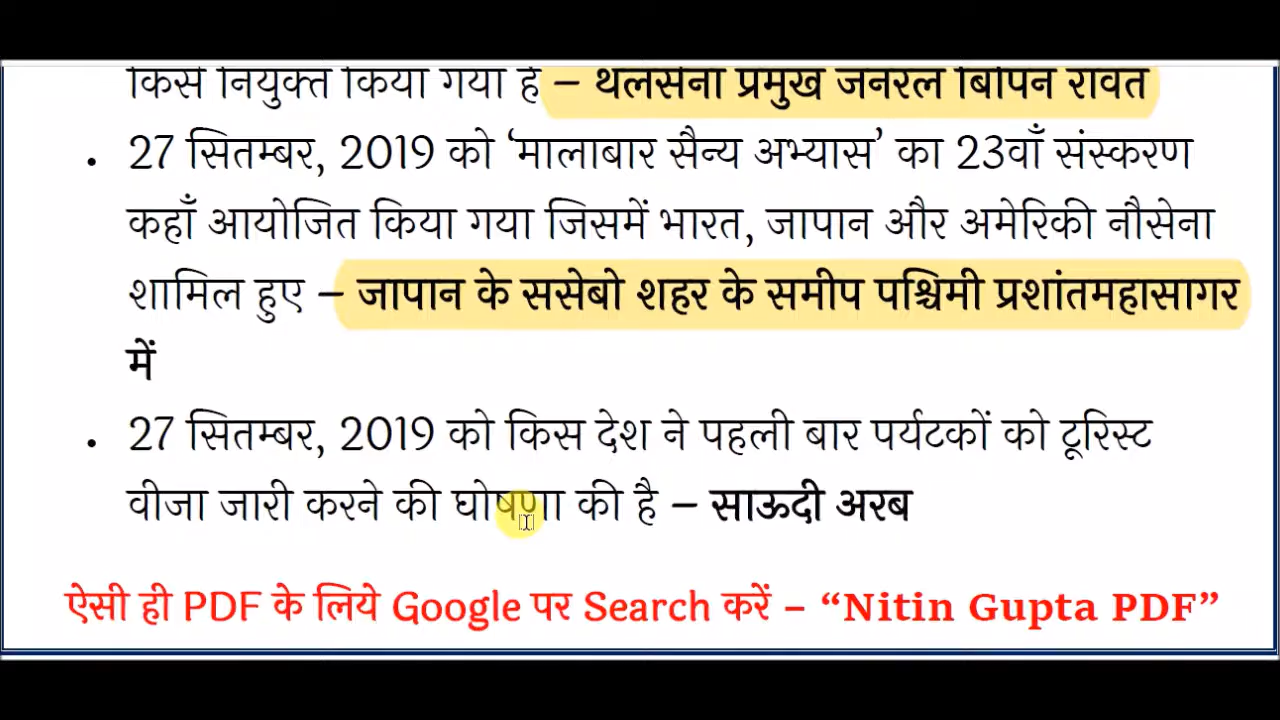 किसे नियुक्त किया गया है – थलसेना प्रमुख जनरल बिपिन रावत
• 27 सितम्बर, 2019 को ‘मालाबार सैन्य अभ्यास’ का 23वाँ संस्करण
कहाँ आयोजित किया गया जिसमें भारत, जापान और अमेरिकी नौसेना
शामिल हुए – जापान के ससेबो शहर के समीप पश्चिमी प्रशांतमहासागर
में
• 27 सितम्बर, 2019 को किस देश ने पहली बार पर्यटकों को टूरिस्ट
वीजा जारी करने की घोषणा की है – साऊदी अरब
ऐसी ही PDF के लिये Google पर Search करें – “Nitin Gupta PDF”